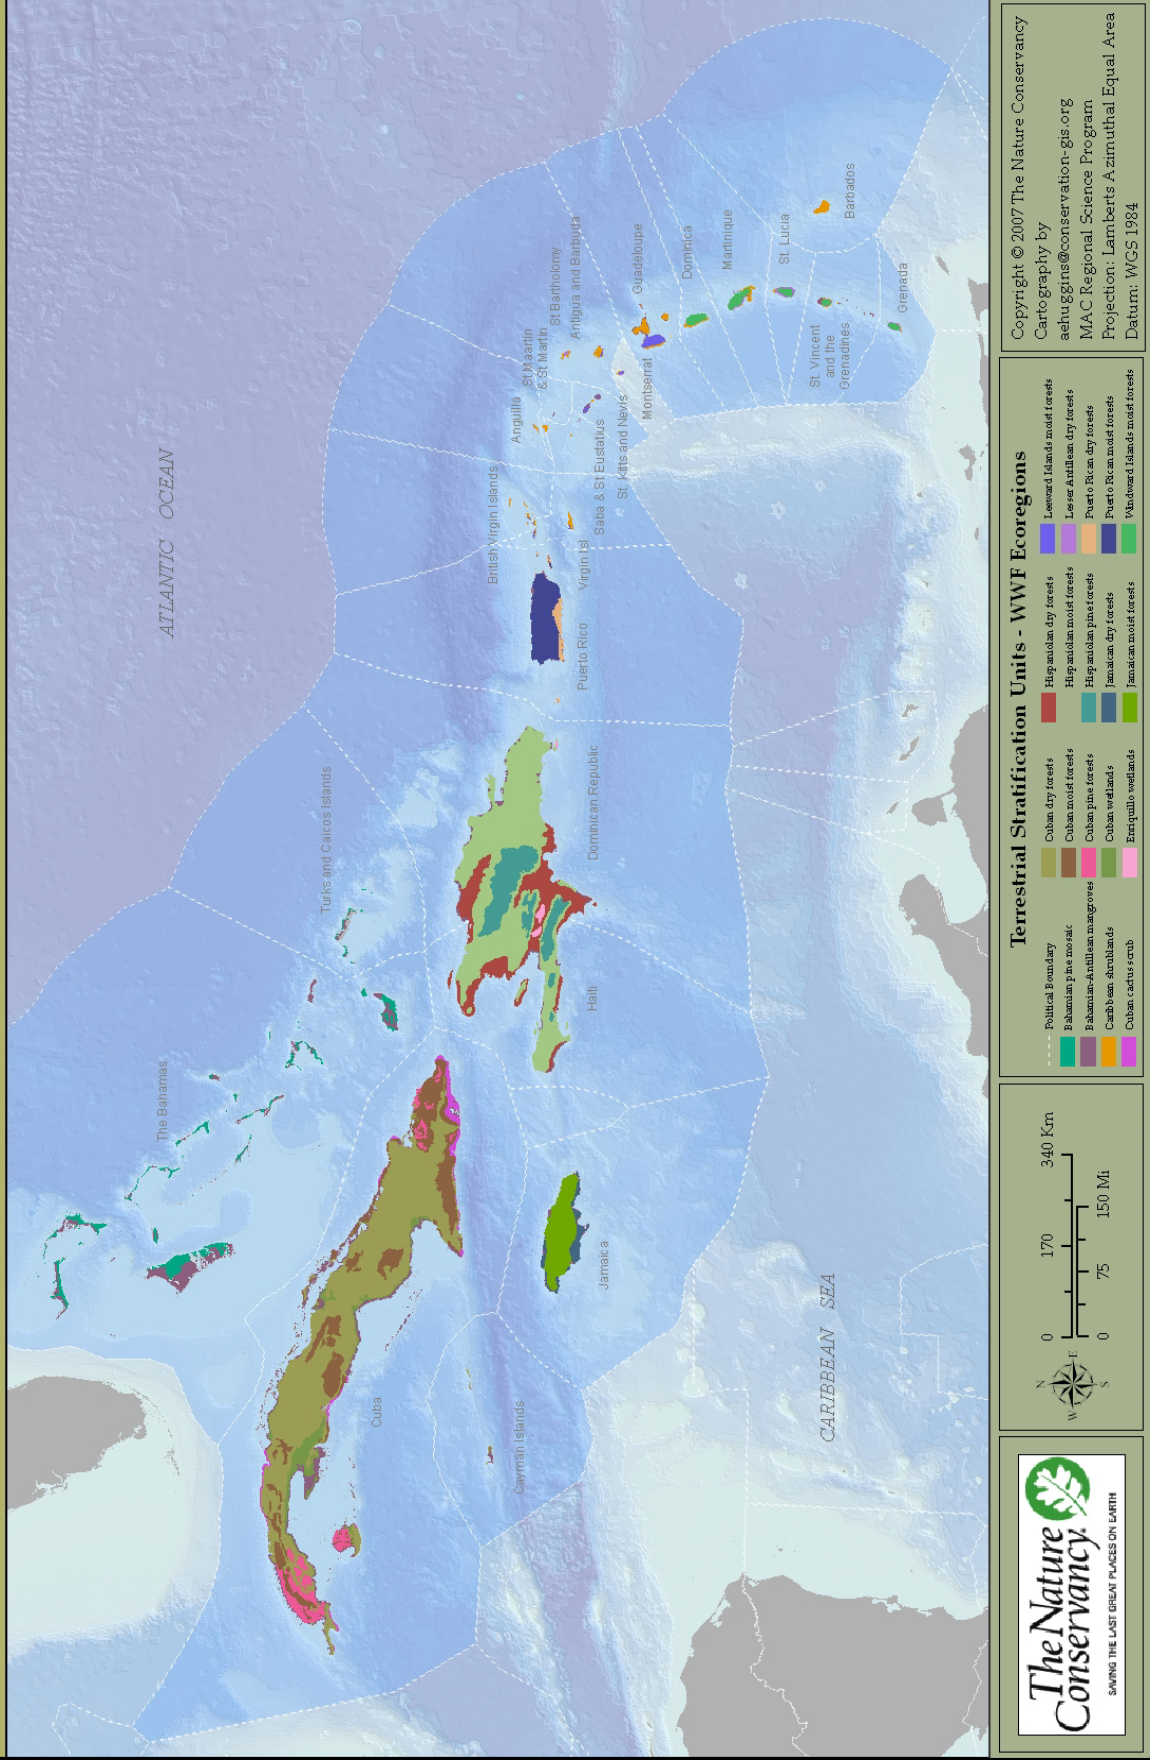 ATLANTIC OCEAN
The Bahamas
Turks and Caicos Islands
British Virgin Islands
Anguilla
St Maartin
& St Martin
St Bartholomy
Antigua and Barbuda
Guadeloupe
Dominica
Martinique
St. Lucia
Barbados
Cuba
Cayman Islands
Jamaica
Haiti
Dominican Republic
Puerto Rico
Virgin Isl
Saba & St Eustatius
St. Kitts and Nevis
Montserrat
St. Vincent
and the
Grenadines
Grenada
CARIBBEAN SEA
The Nature
Conservancy
SAVING THE LAST GREAT PLACES ON EARTH
N
W E
S
0 170 340 Km
0 75 150 Mi
Terrestrial Stratification Units - WWF Ecoregions
Political Boundary
Bahamian pine mosaic
Bahamian-Antillean mangroves
Caribbean shrublands
Cuban cactus scrub
Cuban dry forests
Cuban moist forests
Cuban pine forests
Cuban wetlands
Enriquillo wetlands
Hispaniolan dry forests
Hispaniolan moist forests
Hispaniolan pine forests
Jamaican dry forests
Jamaican moist forests
Leeward Islands moist forests
Lesser Antillean dry forests
Puerto Rican dry forests
Puerto Rican moist forests
Windward Islands moist forests
Copyright © 2007 The Nature Conservancy
Cartography by
aehuggins@conservation-gis.org
MAC Regional Science Program
Projection: Lamberts Azimuthal Equal Area
Datum: WGS 1984